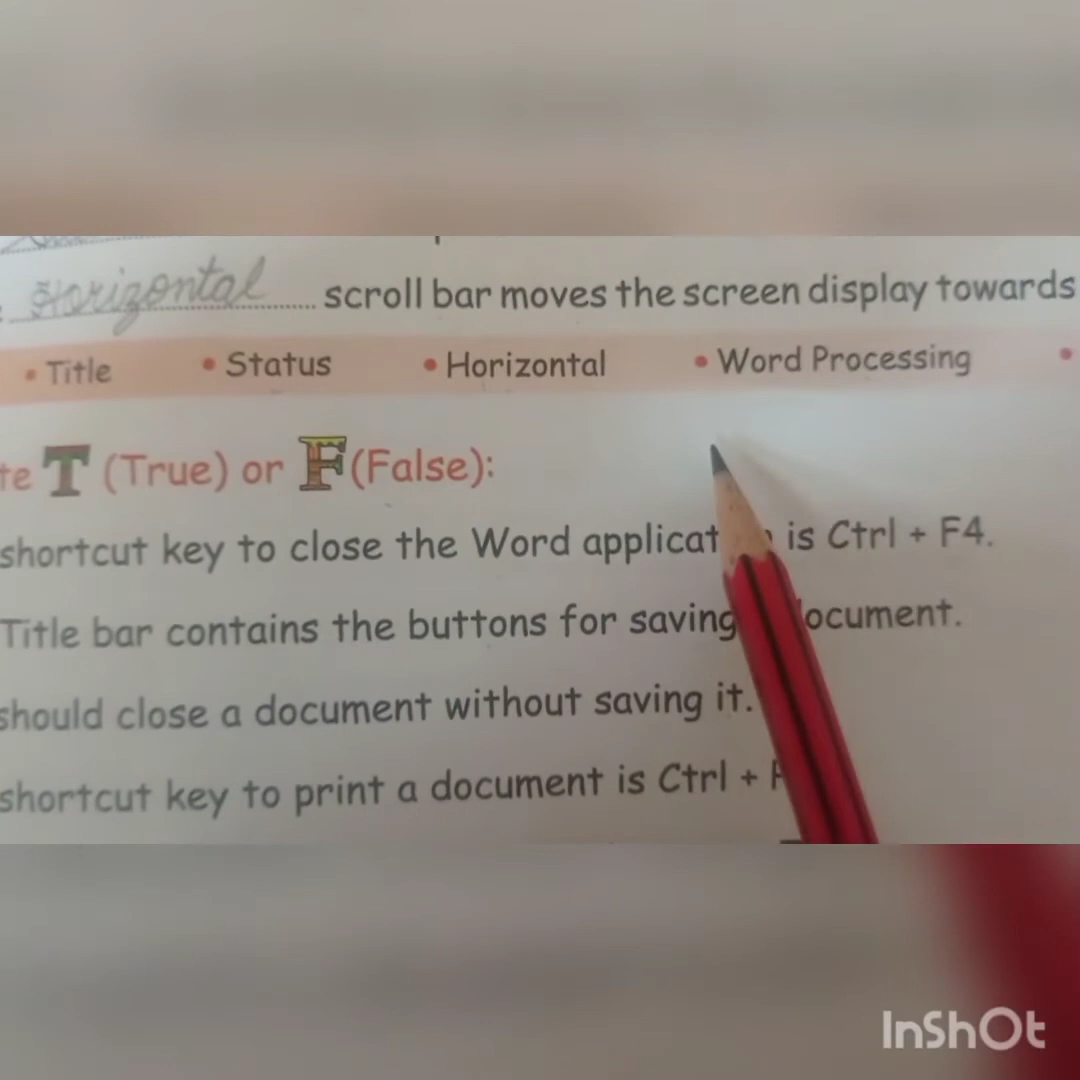 Horizontal scroll bar moves the screen display towards
• Title • Status • Horizontal • Word Processing •
te T (True) or F (False):
shortcut key to close the Word applicat is Ctrl + F4.
Title bar contains the buttons for saving ocument.
should close a document without saving it.
shortcut key to print a document is Ctrl +
InShOt